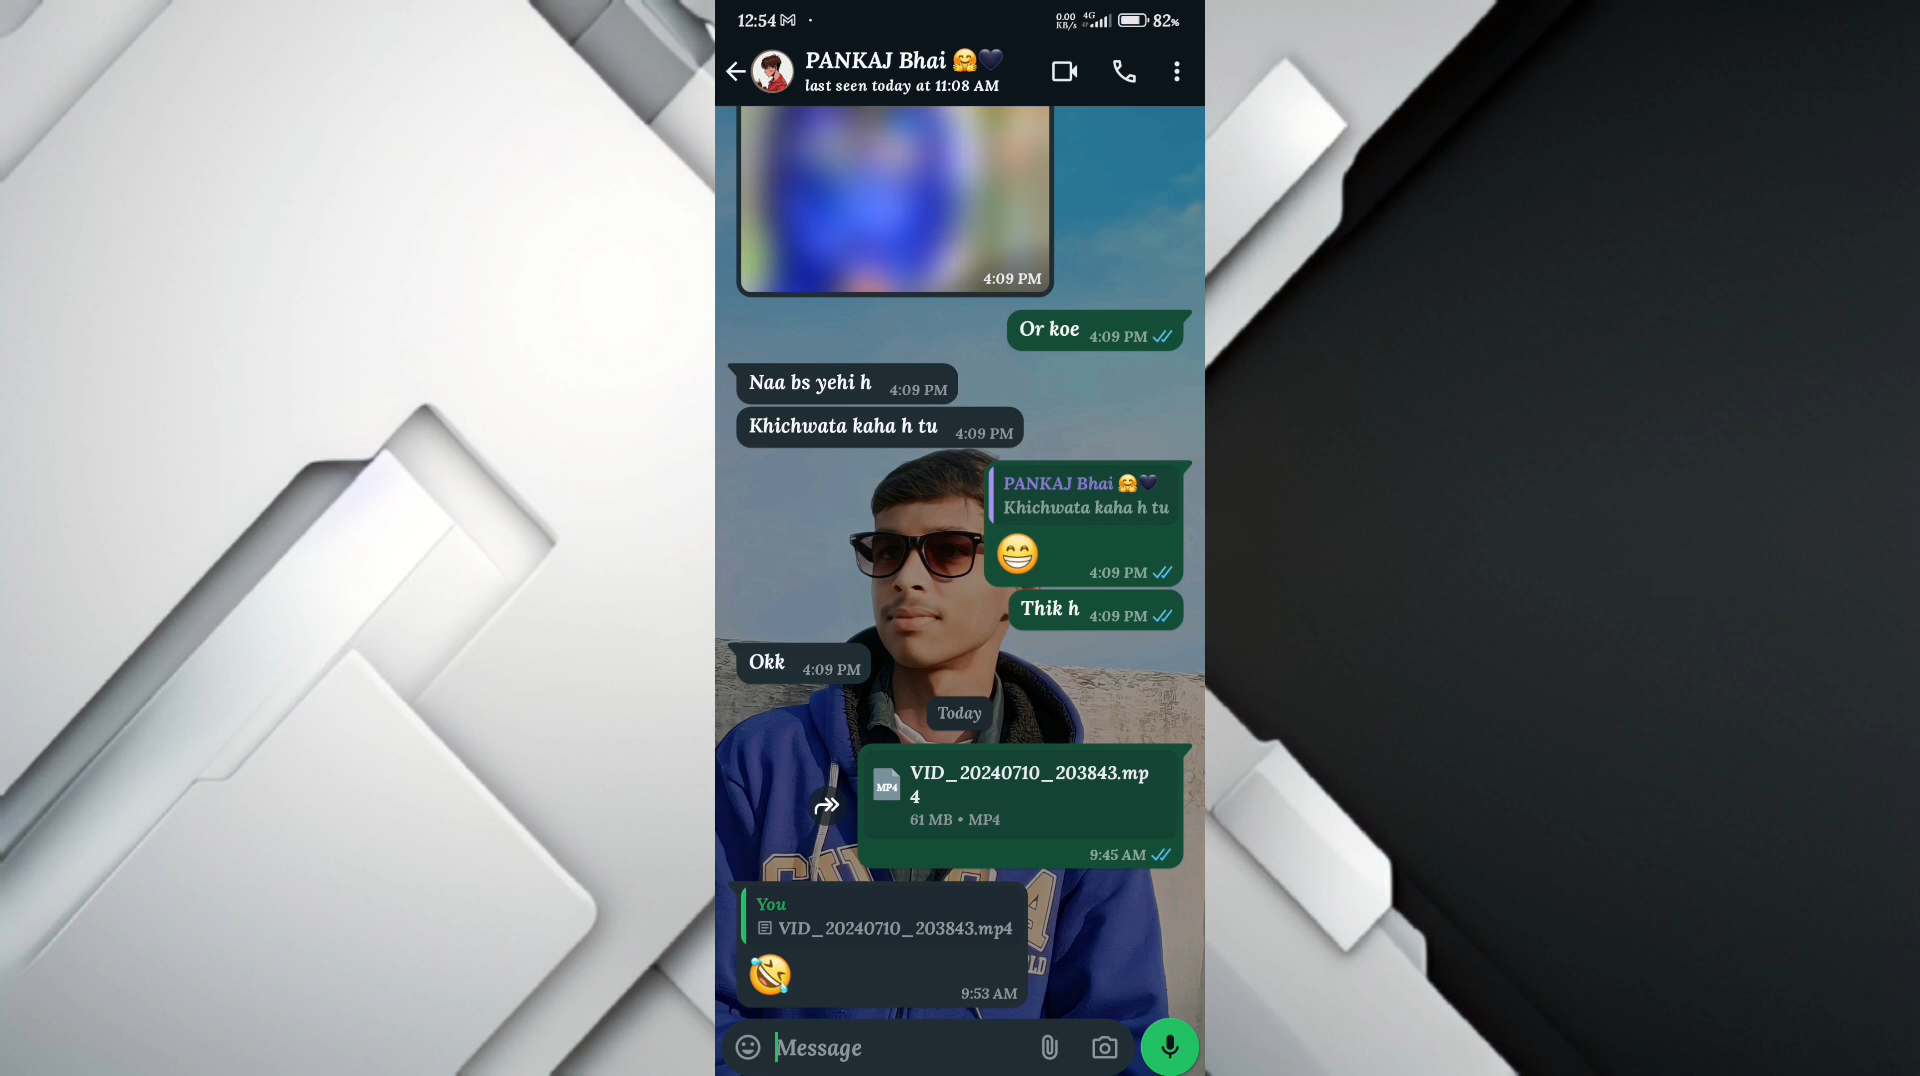 12:54
0.00
KB/s
4G
82%
PANKAJ Bhai 🤗🖤
last seen today at 11:08 AM
4:09 PM
Or koe 4:09 PM
Naa bs yehi h 4:09 PM
Khichwata kaha h tu 4:09 PM
PANKAJ Bhai 🤗🖤
Khichwata kaha h tu
😁
4:09 PM
Thik h 4:09 PM
Okk 4:09 PM
Today
MP4
VID_20240710_203843.mp
4
61 MB • MP4
9:45 AM
You
VID_20240710_203843.mp4
🤣
9:53 AM
Message